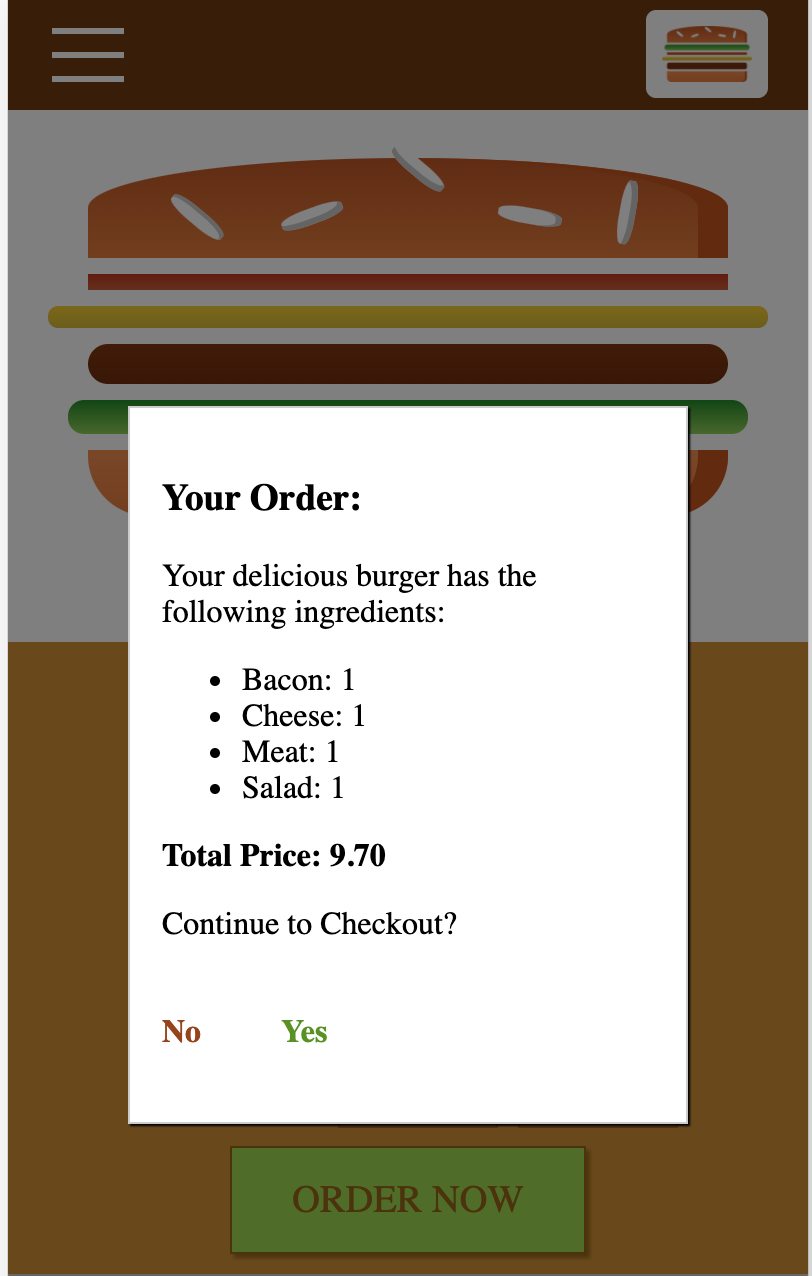 Your Order:
Your delicious burger has the
following ingredients:
Bacon: 1
Cheese: 1
Meat: 1
Salad: 1
Total Price: 9.70
Continue to Checkout?
No Yes
ORDER NOW